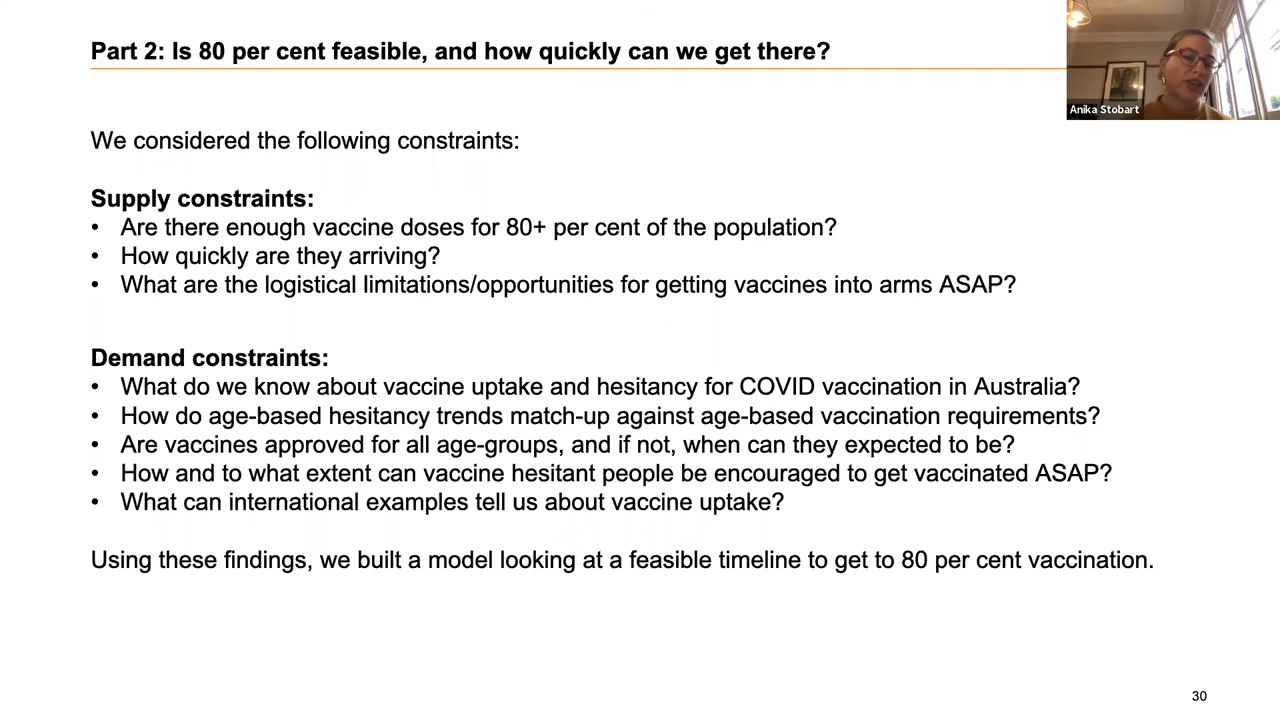 Part 2: Is 80 per cent feasible, and how quickly can we get there?
Anika Stobart
We considered the following constraints:
Supply constraints:
• Are there enough vaccine doses for 80+ per cent of the population?
• How quickly are they arriving?
• What are the logistical limitations/opportunities for getting vaccines into arms ASAP?
Demand constraints:
• What do we know about vaccine uptake and hesitancy for COVID vaccination in Australia?
• How do age-based hesitancy trends match-up against age-based vaccination requirements?
• Are vaccines approved for all age-groups, and if not, when can they expected to be?
• How and to what extent can vaccine hesitant people be encouraged to get vaccinated ASAP?
• What can international examples tell us about vaccine uptake?
Using these findings, we built a model looking at a feasible timeline to get to 80 per cent vaccination.
30